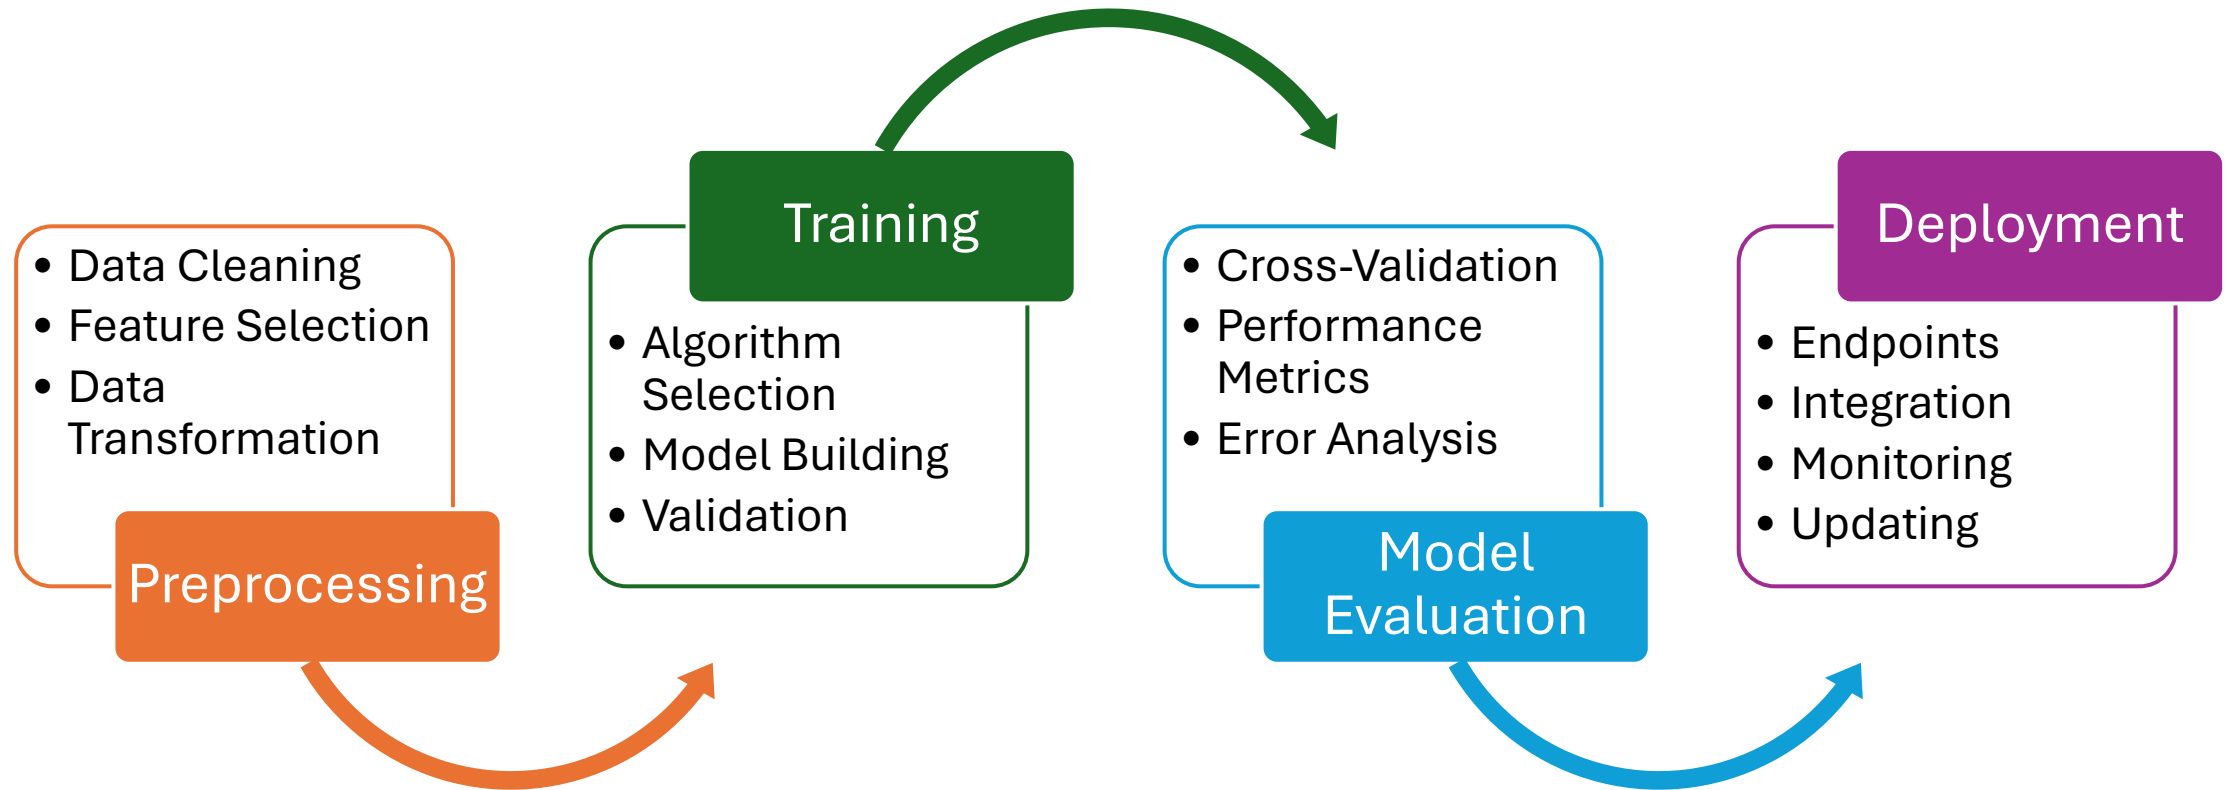 • Data Cleaning
• Feature Selection
• Data
Transformation
Preprocessing
Training
• Algorithm
Selection
• Model Building
• Validation
• Cross-Validation
• Performance
Metrics
• Error Analysis
Model
Evaluation
Deployment
• Endpoints
• Integration
• Monitoring
• Updating